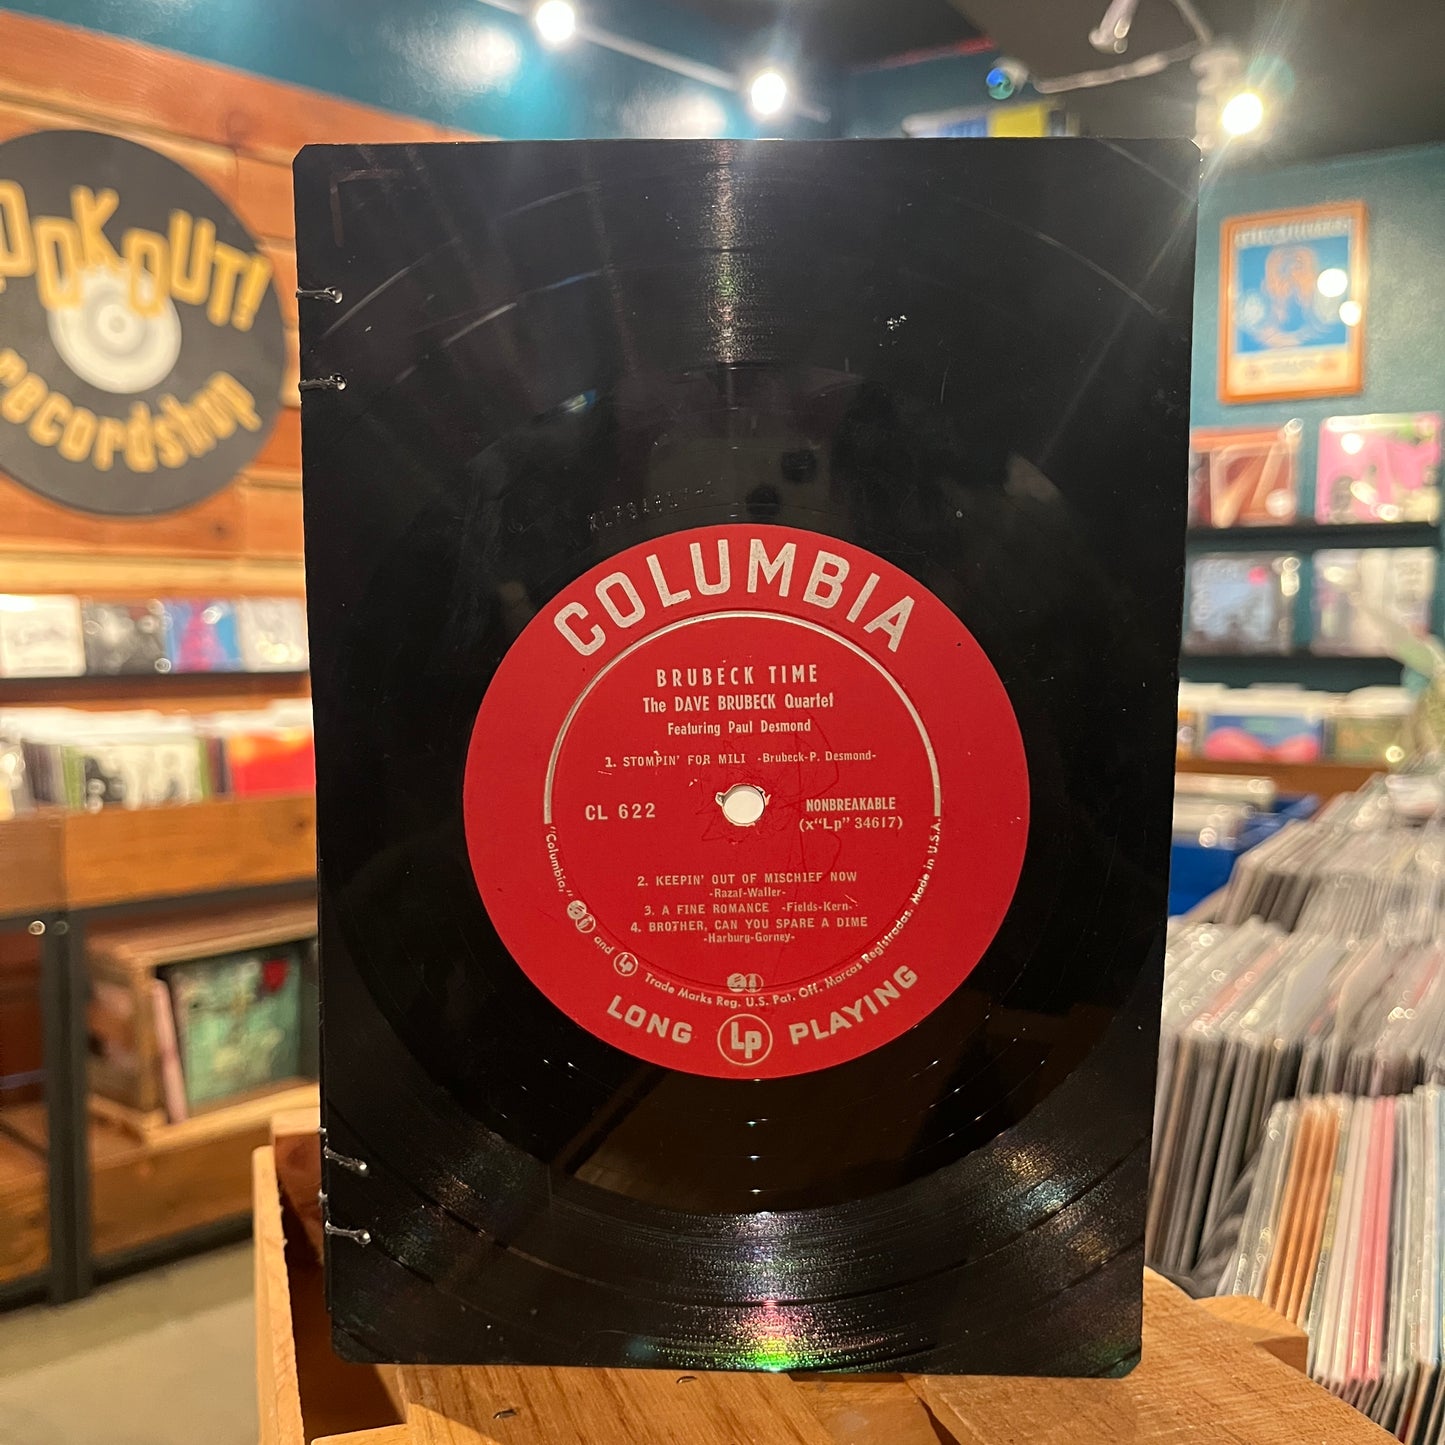 OOKOUT!
recordshop
COLUMBIA
BRUBECK TIME
The DAVE BRUBECK Quartet
Featuring Paul Desmond
1. STOMPIN' FOR MILI -Brubeck-P. Desmond-
CL 622
NONBREAKABLE
(x"Lp" 34617)
2. KEEPIN' OUT OF MISCHIEF NOW
-Razaf-Waller-
3. A FINE ROMANCE -Fields-Kern-
4. BROTHER, CAN YOU SPARE A DIME
-Harburg-Gorney-
"Columbia," and Lp Trade Marks Reg. U.S. Pat. Off. Marcas Registradas. Made in U.S.A.
LONG Lp PLAYING